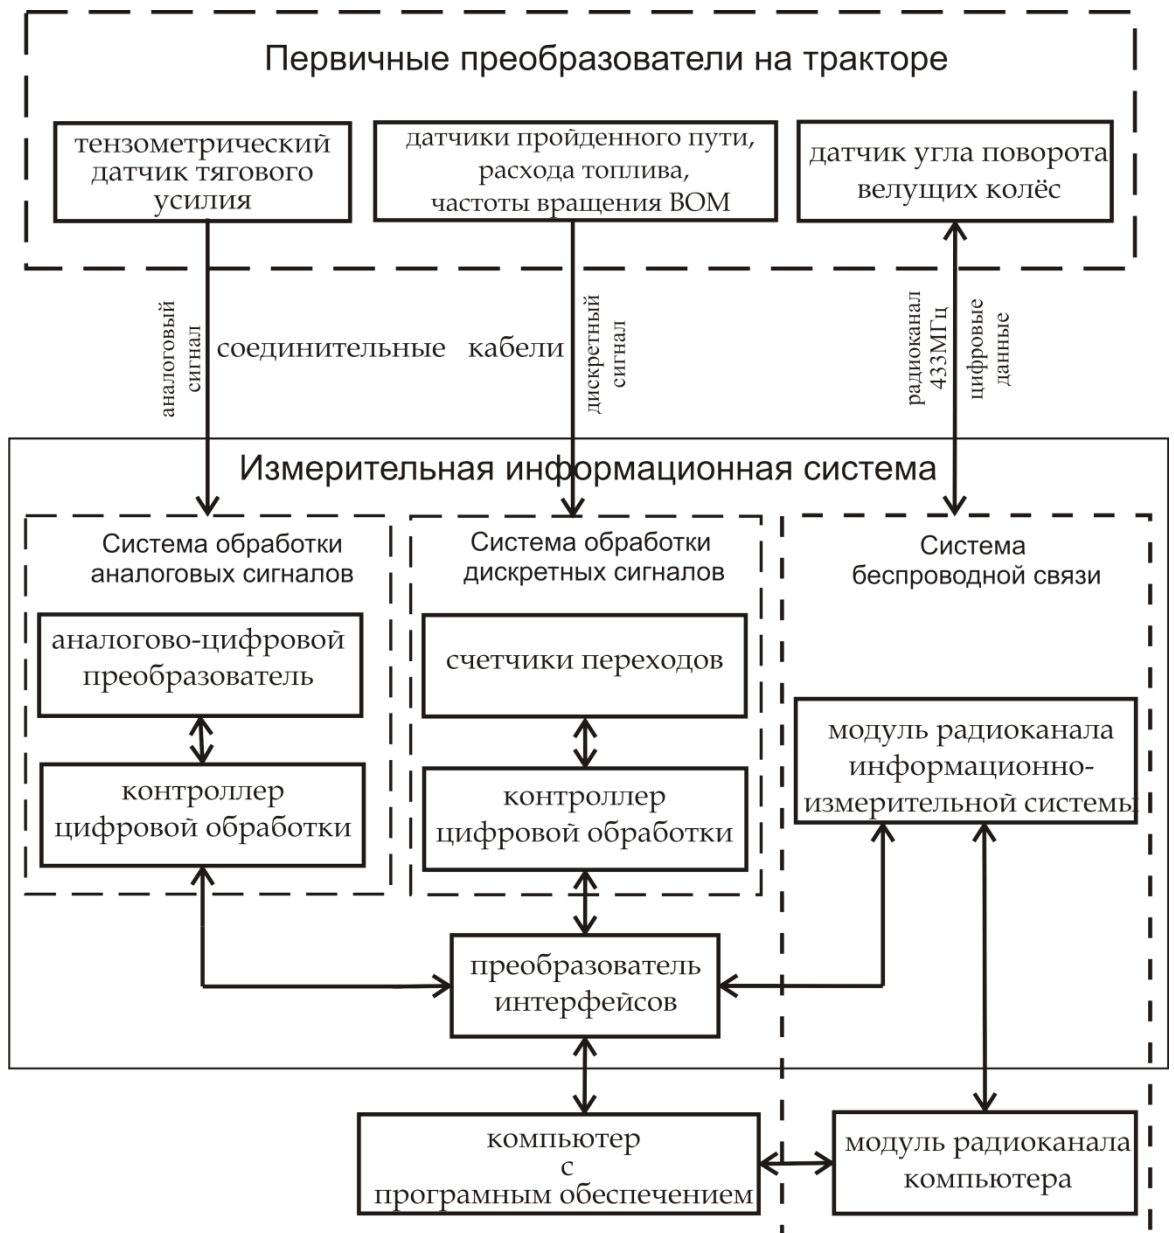 Первичные преобразователи на тракторе
тензометрический
датчик тягового
усилия
датчики пройденного пути,
расхода топлива,
частоты вращения ВОМ
датчик угла поворота
велущих колёс
аналоговый
сигнал
соединительные кабели
дискретный
сигнал
радиоканал
433МГц
цифровые
данные
Измерительная информационная система
Система обработки
аналоговых сигналов
аналогово-цифровой
преобразователь
контроллер
цифровой обработки
Система обработки
дискретных сигналов
счетчики переходов
контроллер
цифровой обработки
Система
беспроводной связи
модуль радиоканала
информационно-
измерительной системы
преобразователь
интерфейсов
компьютер
с
програмным обеспечением
модуль радиоканала
компьютера